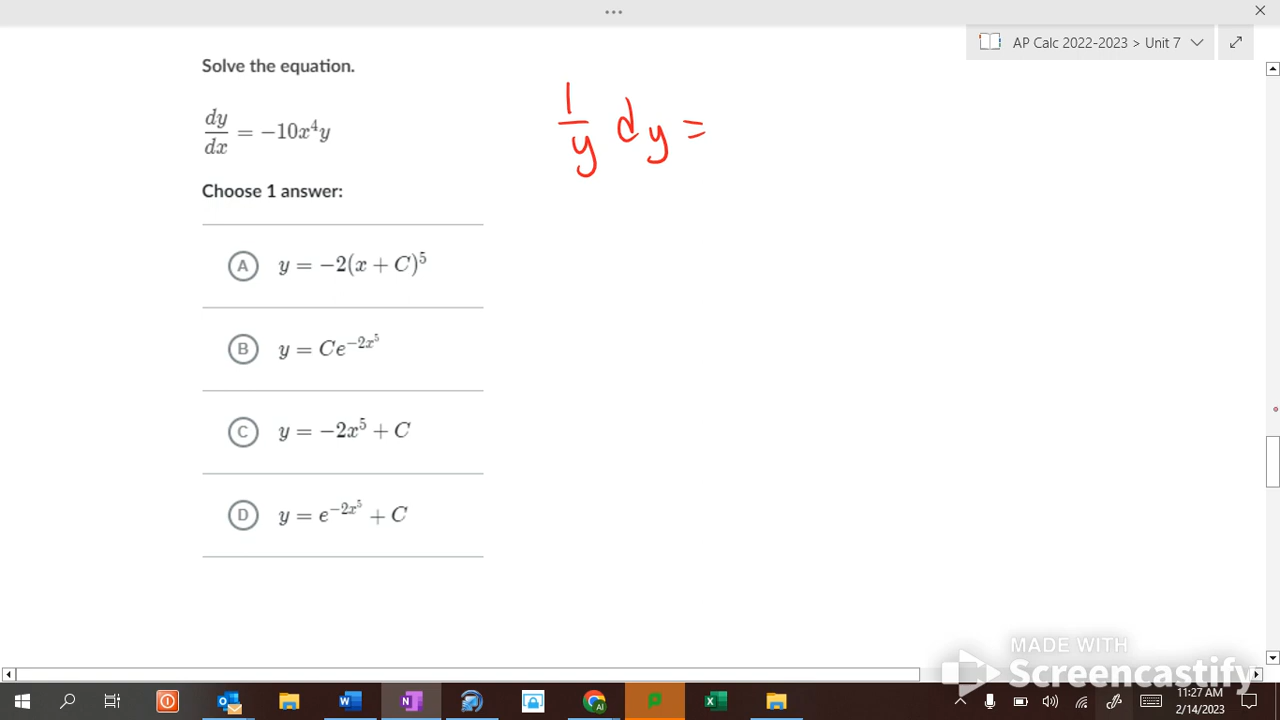 ...
AP Calc 2022-2023 > Unit 7
Solve the equation.
dy/dx = −10x⁴y
1/y dy =
Choose 1 answer:
A y = −2(x + C)⁵
B y = Ce^{−2x⁵}
C y = −2x⁵ + C
D y = e^{−2x⁵} + C
MADE WITH
Screencastify
11:27 AM
2/14/2023